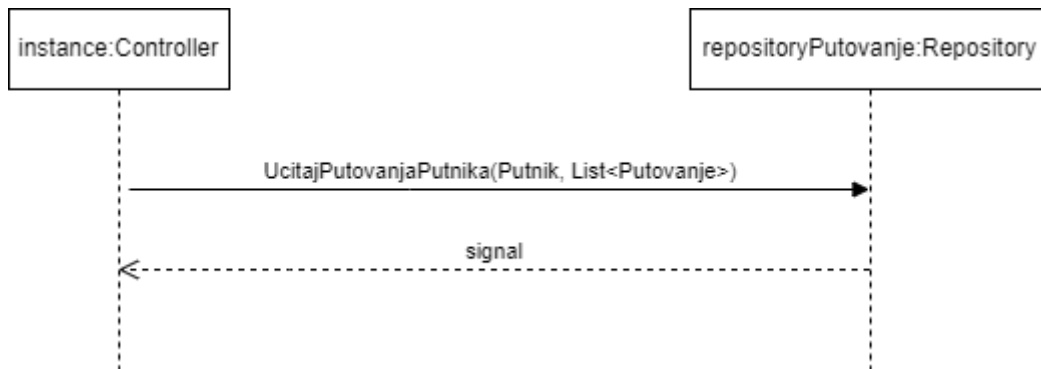 instance:Controller
repositoryPutovanje:Repository
UcitajPutovanjaPutnika(Putnik, List<Putovanje>)
signal